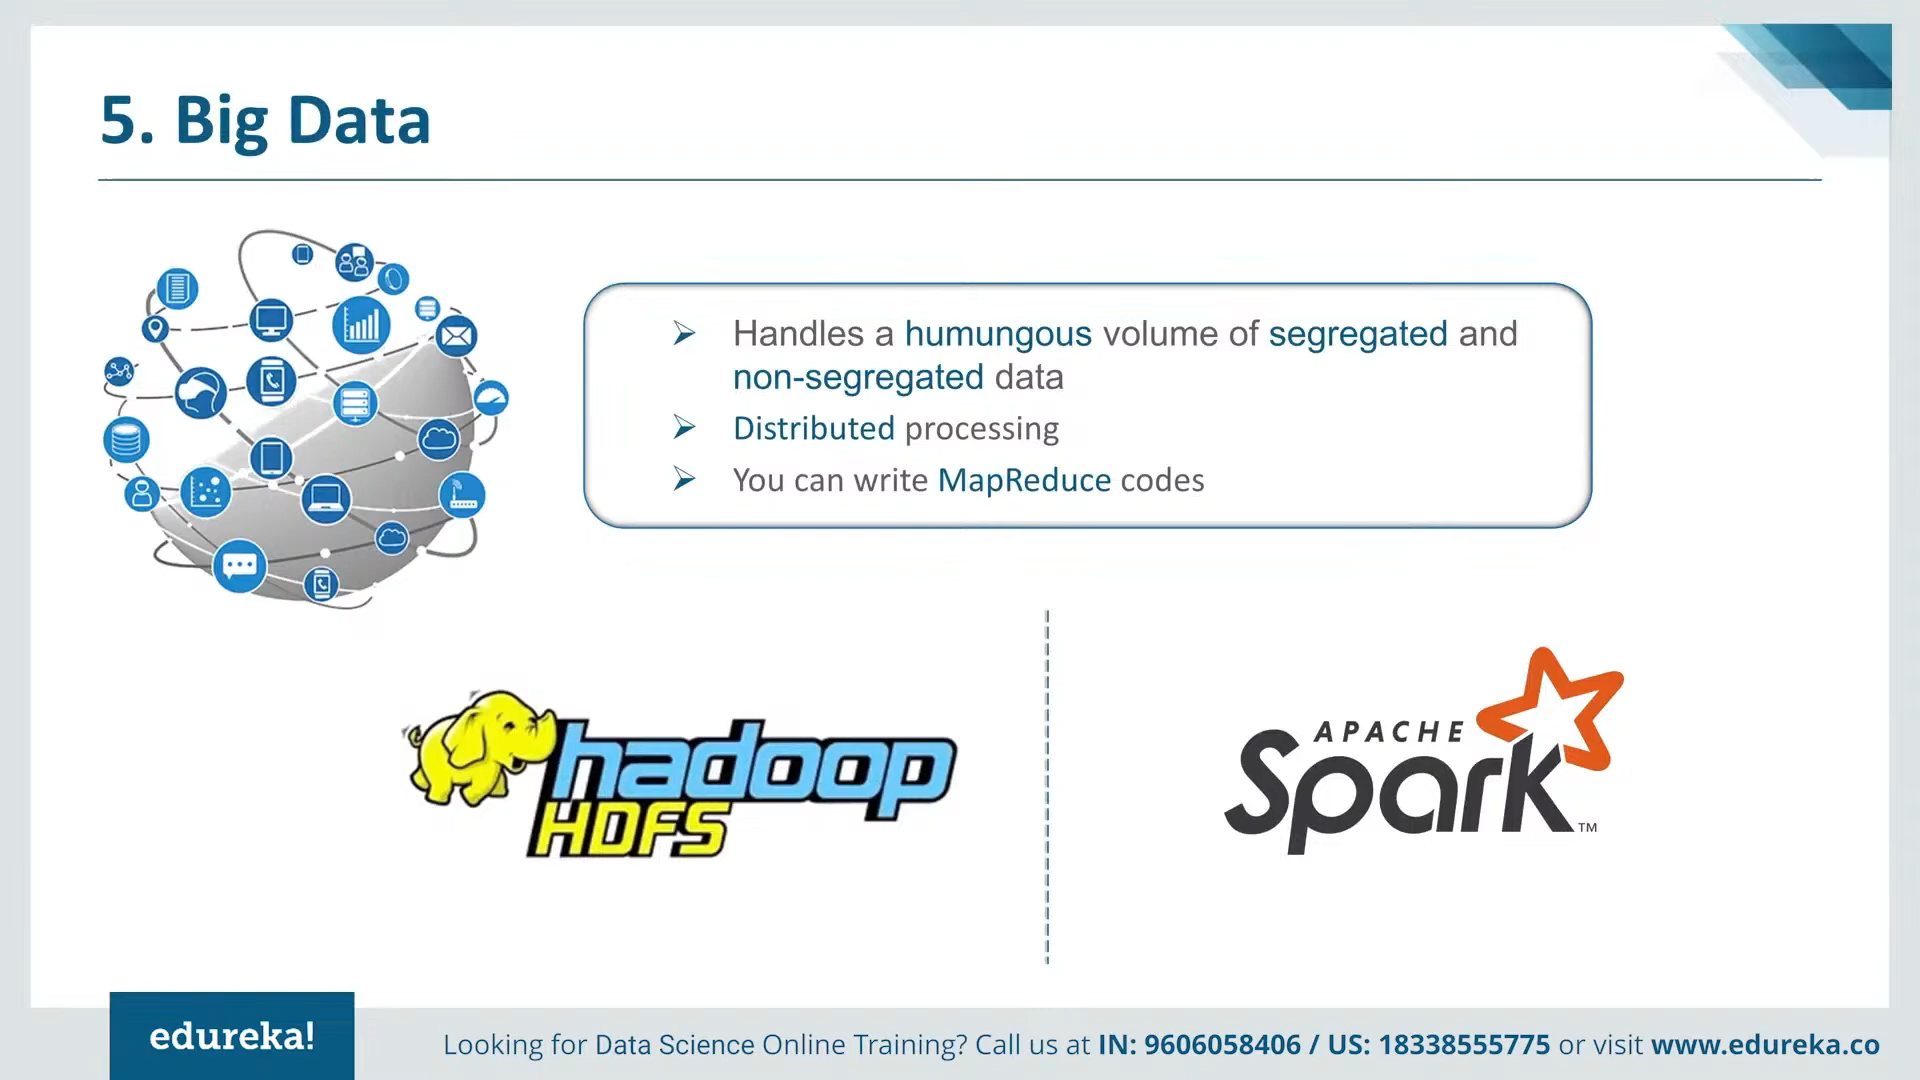 5. Big Data
Handles a humungous volume of segregated and
non-segregated data
Distributed processing
You can write MapReduce codes
hadoop
HDFS
APACHE
Spark™
edureka!
Looking for Data Science Online Training? Call us at IN: 9606058406 / US: 18338555775 or visit www.edureka.co